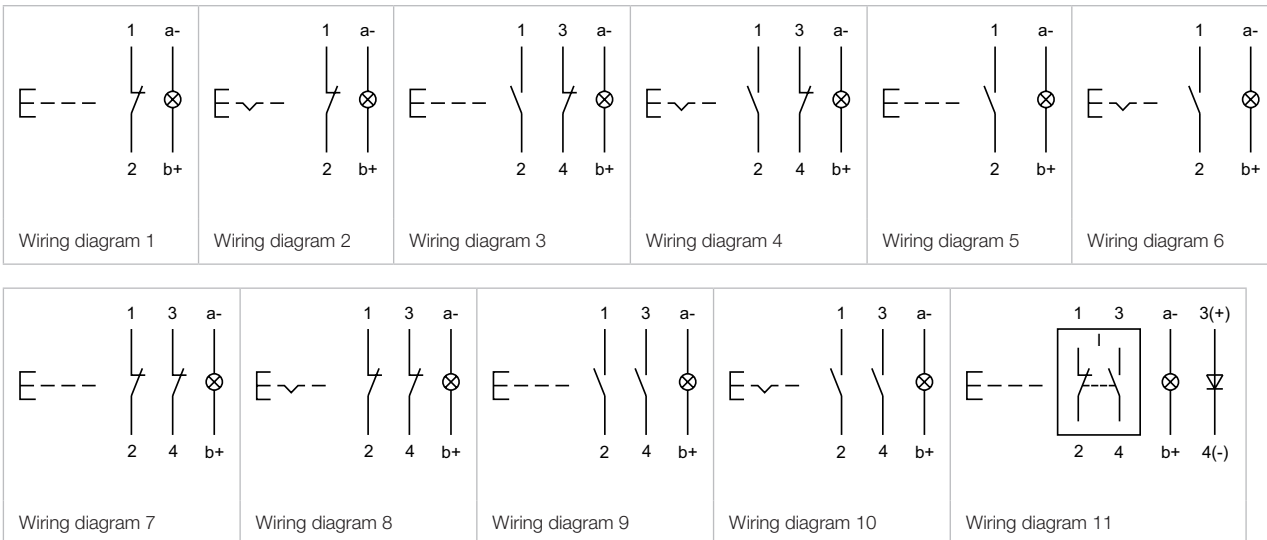 1 a- 1 a- 1 3 a- 1 3 a- 1 a- 1 a-
2 b+ 2 b+ 2 4 b+ 2 4 b+ 2 b+ 2 b+
Wiring diagram 1 Wiring diagram 2 Wiring diagram 3 Wiring diagram 4 Wiring diagram 5 Wiring diagram 6
1 3 a- 1 3 a- 1 3 a- 1 3 a- 1 3 a- 3(+)
I
2 4 b+ 2 4 b+ 2 4 b+ 2 4 b+ 2 4 b+ 4(-)
Wiring diagram 7 Wiring diagram 8 Wiring diagram 9 Wiring diagram 10 Wiring diagram 11